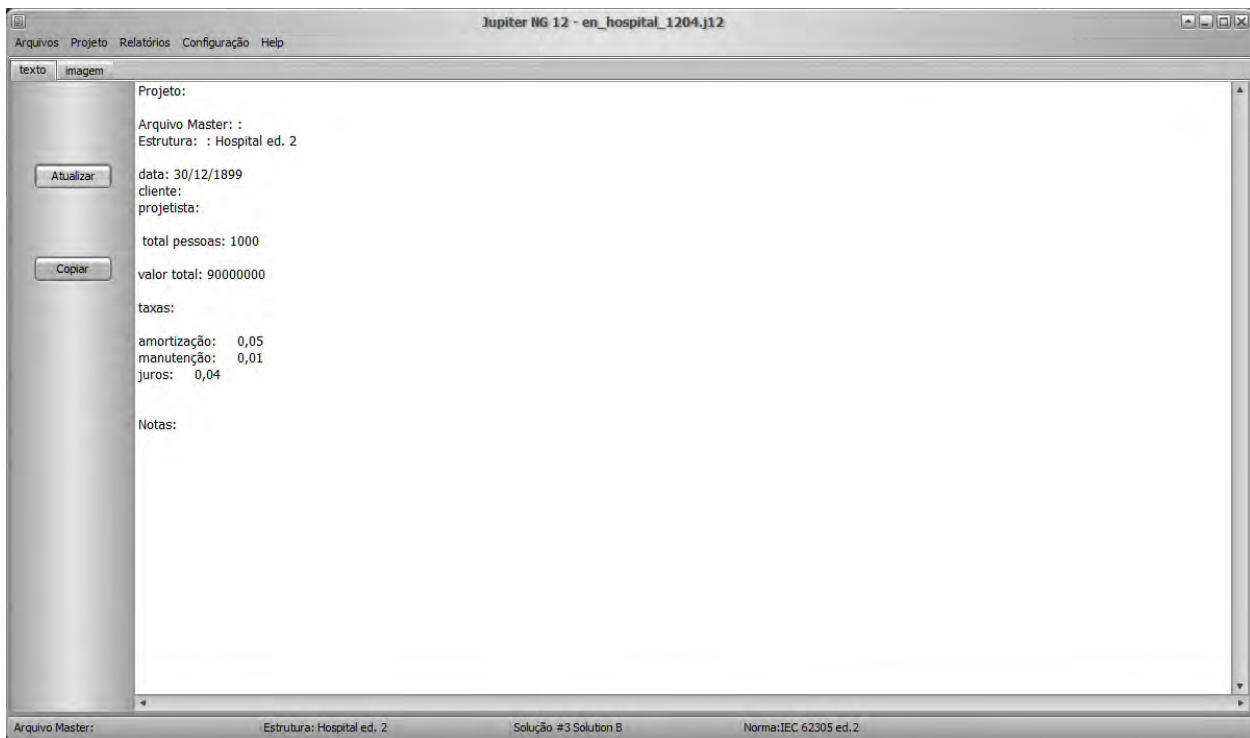 Jupiter NG 12 - en_hospital_1204.j12
Arquivos Projeto Relatórios Configuração Help
texto imagem
Projeto:
Arquivo Master: :
Estrutura: : Hospital ed. 2
Atualizar
data: 30/12/1899
cliente:
projetista:
total pessoas: 1000
Copiar
valor total: 90000000
taxas:
amortização: 0,05
manutenção: 0,01
juros: 0,04
Notas:
Arquivo Master: Estrutura: Hospital ed. 2 Solução #3 Solution B Norma:IEC 62305 ed.2